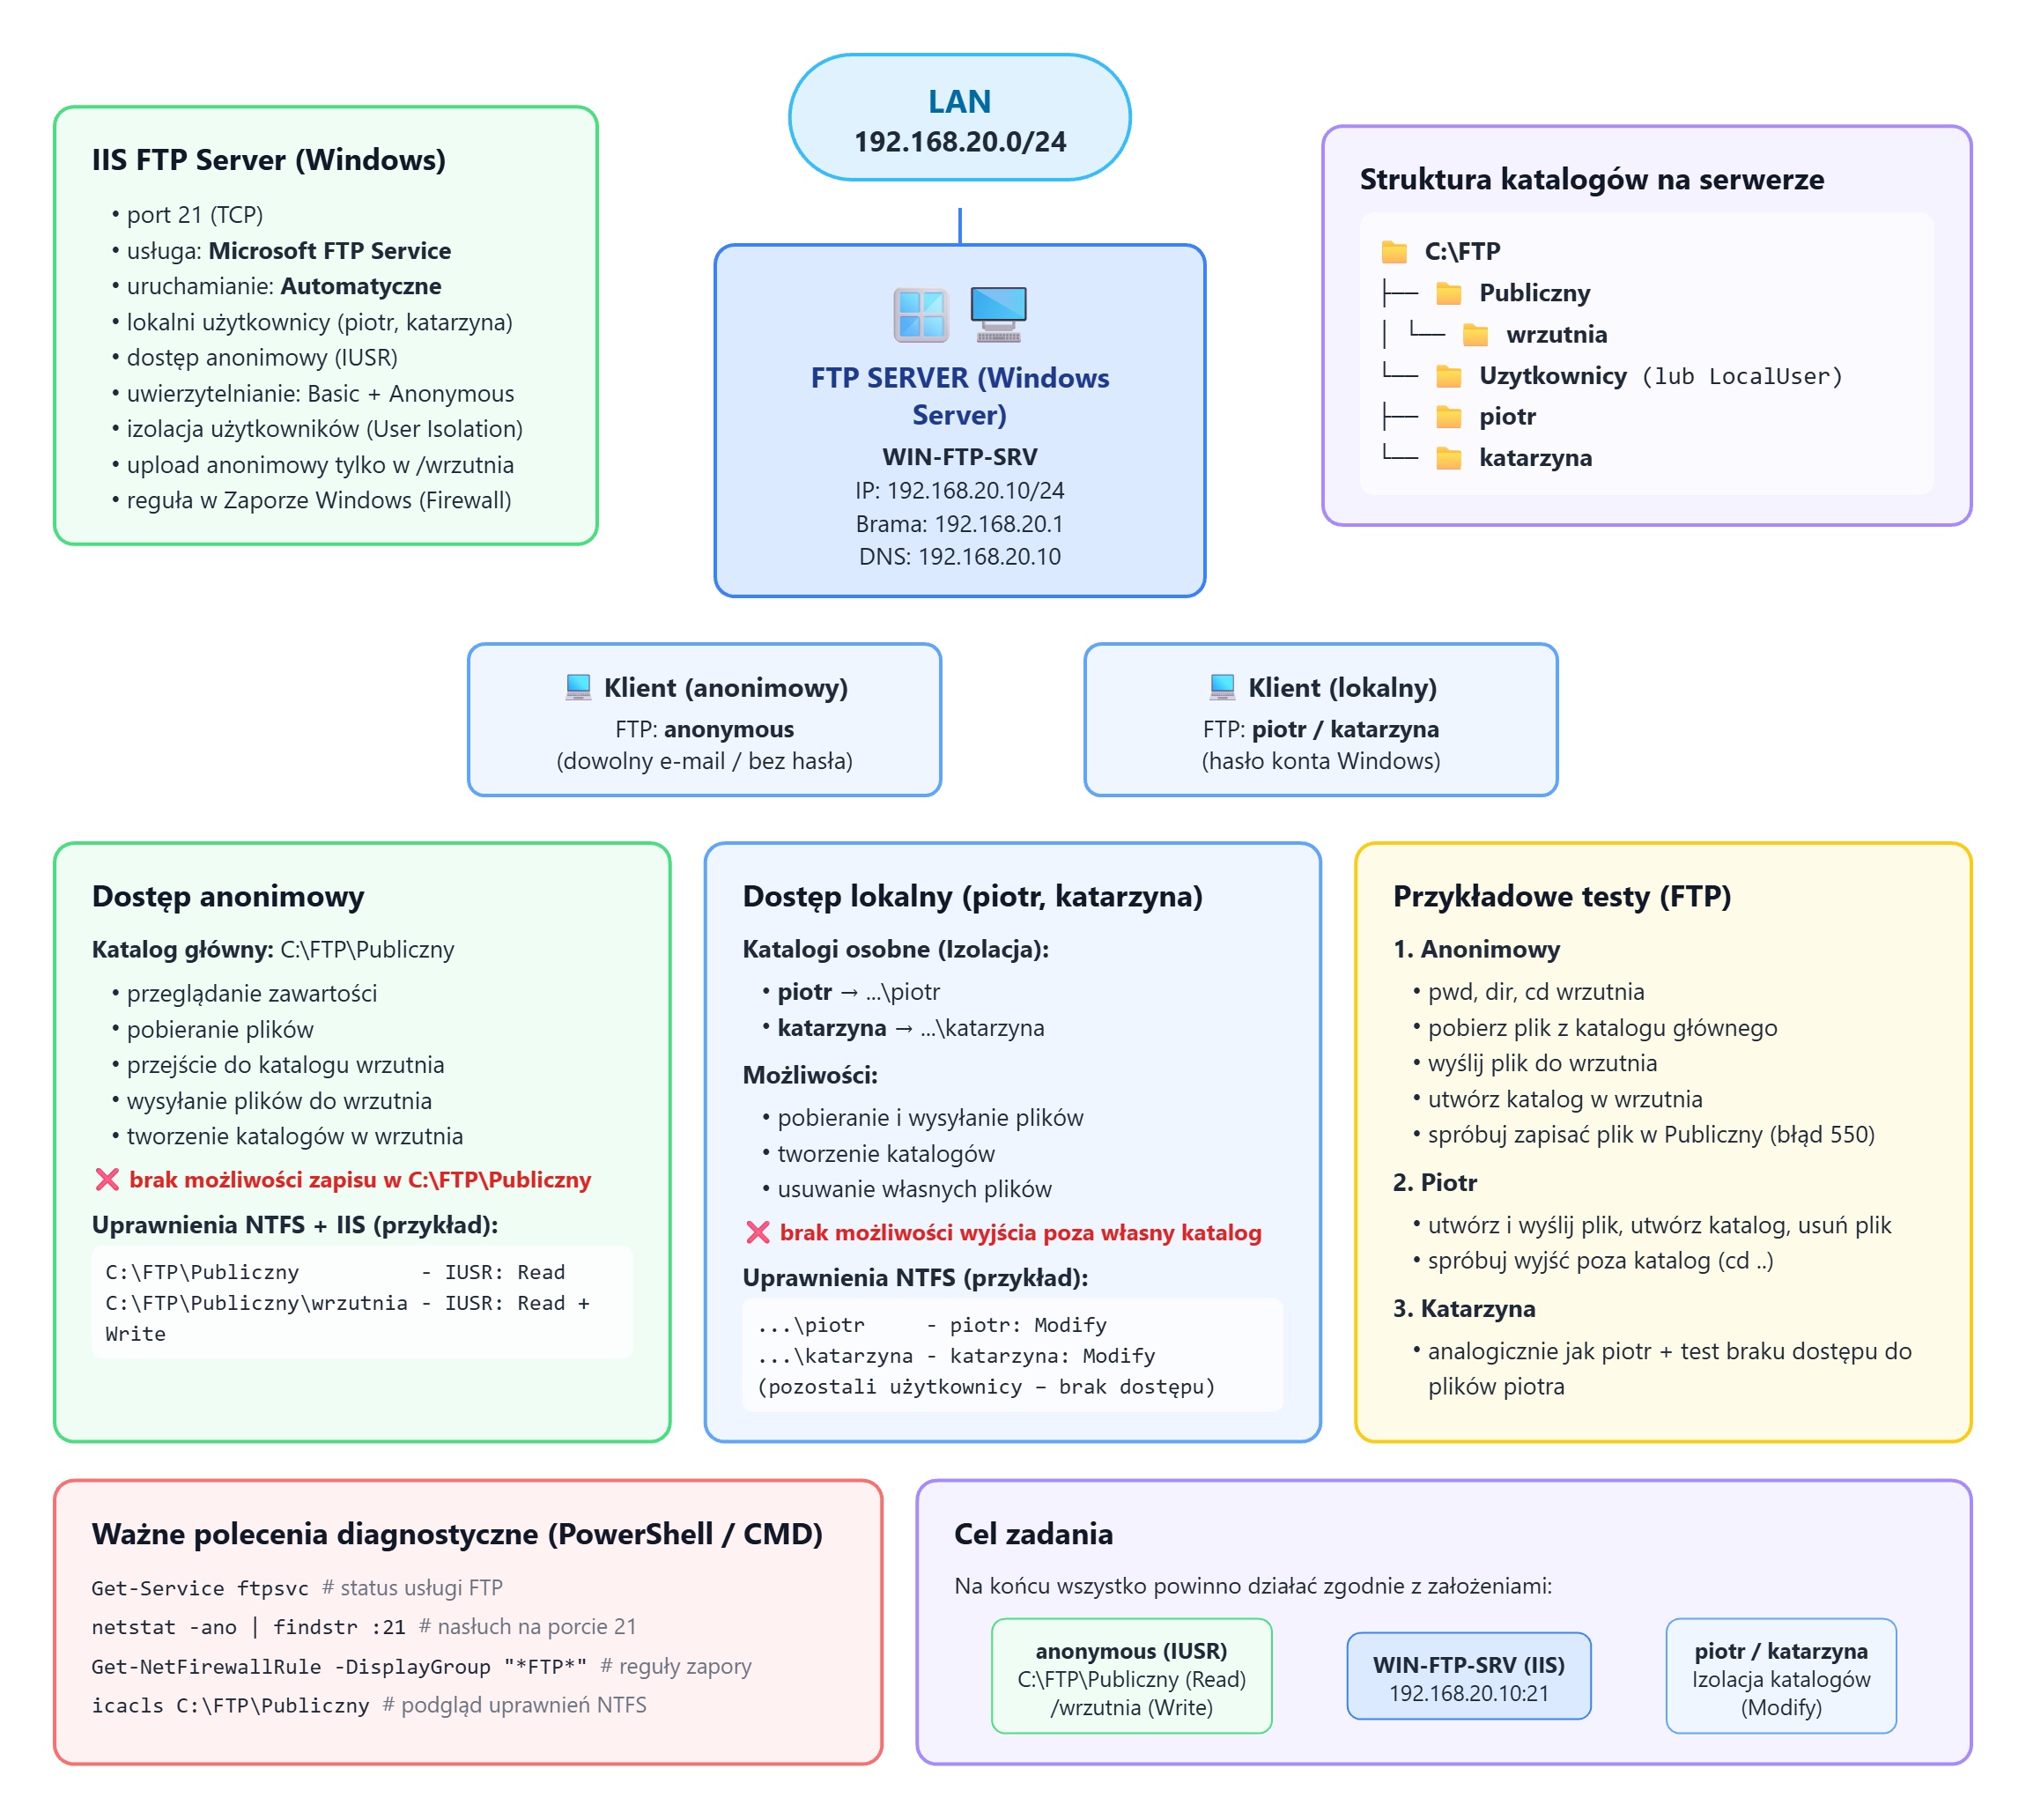 LAN
192.168.20.0/24
IIS FTP Server (Windows)
• port 21 (TCP)
• usługa: Microsoft FTP Service
• uruchamianie: Automatyczne
• lokalni użytkownicy (piotr, katarzyna)
• dostęp anonimowy (IUSR)
• uwierzytelnianie: Basic + Anonymous
• izolacja użytkowników (User Isolation)
• upload anonimowy tylko w /wrzutnia
• reguła w Zaporze Windows (Firewall)
FTP SERVER (Windows
Server)
WIN-FTP-SRV
IP: 192.168.20.10/24
Brama: 192.168.20.1
DNS: 192.168.20.10
Struktura katalogów na serwerze
C:\FTP
├── Publiczny
│ └── wrzutnia
└── Uzytkownicy (lub LocalUser)
├── piotr
└── katarzyna
Klient (anonimowy)
FTP: anonymous
(dowolny e-mail / bez hasła)
Klient (lokalny)
FTP: piotr / katarzyna
(hasło konta Windows)
Dostęp anonimowy
Katalog główny: C:\FTP\Publiczny
• przeglądanie zawartości
• pobieranie plików
• przejście do katalogu wrzutnia
• wysyłanie plików do wrzutnia
• tworzenie katalogów w wrzutnia
❌ brak możliwości zapisu w C:\FTP\Publiczny
Uprawnienia NTFS + IIS (przykład):
C:\FTP\Publiczny          - IUSR: Read
C:\FTP\Publiczny\wrzutnia - IUSR: Read +
Write
Dostęp lokalny (piotr, katarzyna)
Katalogi osobne (Izolacja):
• piotr → ...\piotr
• katarzyna → ...\katarzyna
Możliwości:
• pobieranie i wysyłanie plików
• tworzenie katalogów
• usuwanie własnych plików
❌ brak możliwości wyjścia poza własny katalog
Uprawnienia NTFS (przykład):
...\piotr     - piotr: Modify
...\katarzyna - katarzyna: Modify
(pozostali użytkownicy – brak dostępu)
Przykładowe testy (FTP)
1. Anonimowy
• pwd, dir, cd wrzutnia
• pobierz plik z katalogu głównego
• wyślij plik do wrzutnia
• utwórz katalog w wrzutnia
• spróbuj zapisać plik w Publiczny (błąd 550)
2. Piotr
• utwórz i wyślij plik, utwórz katalog, usuń plik
• spróbuj wyjść poza katalog (cd ..)
3. Katarzyna
• analogicznie jak piotr + test braku dostępu do
plików piotra
Ważne polecenia diagnostyczne (PowerShell / CMD)
Get-Service ftpsvc # status usługi FTP
netstat -ano | findstr :21 # nasłuch na porcie 21
Get-NetFirewallRule -DisplayGroup "*FTP*" # reguły zapory
icacls C:\FTP\Publiczny # podgląd uprawnień NTFS
Cel zadania
Na końcu wszystko powinno działać zgodnie z założeniami:
anonymous (IUSR)
C:\FTP\Publiczny (Read)
/wrzutnia (Write)
WIN-FTP-SRV (IIS)
192.168.20.10:21
piotr / katarzyna
Izolacja katalogów
(Modify)